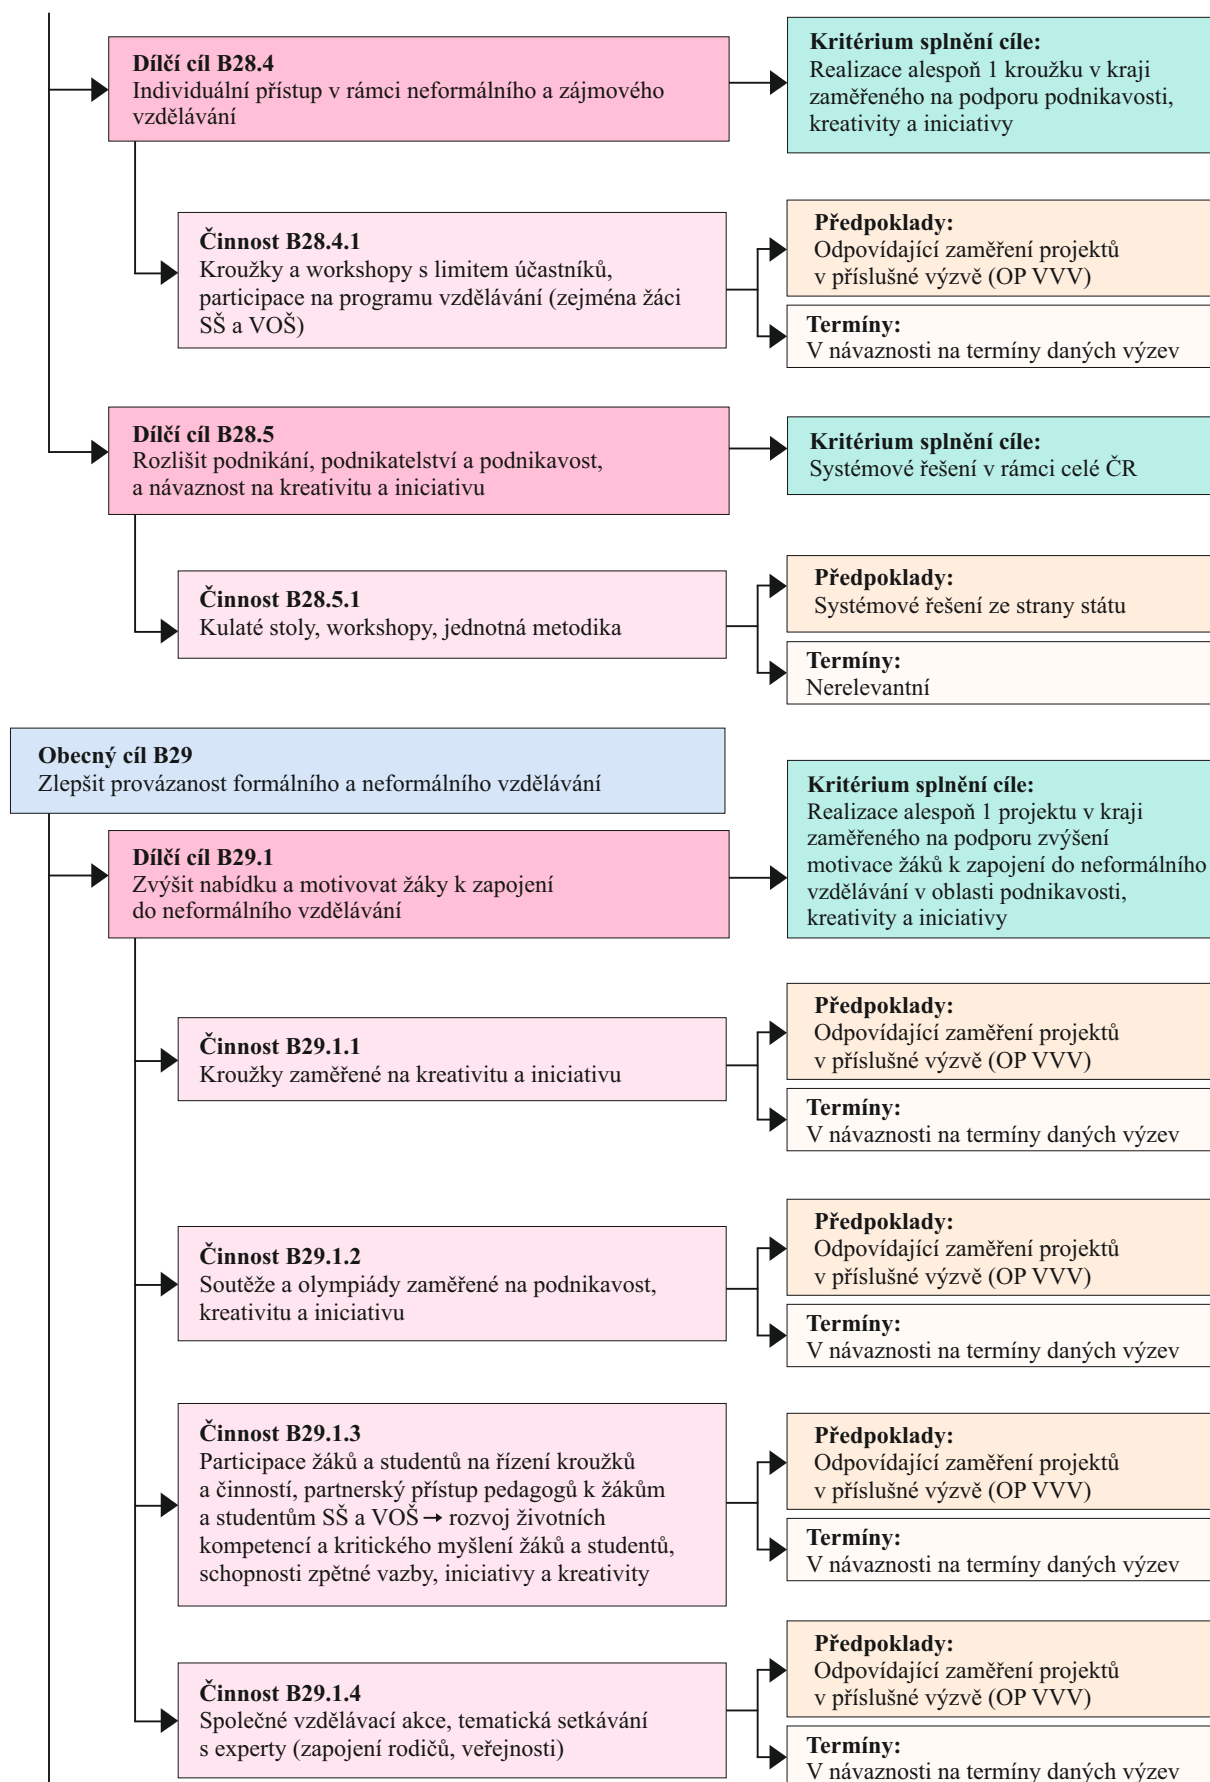 Dílčí cíl B28.4
Individuální přístup v rámci neformálního a zájmového
vzdělávání
Kritérium splnění cíle:
Realizace alespoň 1 kroužku v kraji
zaměřeného na podporu podnikavosti,
kreativity a iniciativy
Činnost B28.4.1
Kroužky a workshopy s limitem účastníků,
participace na programu vzdělávání (zejména žáci
SŠ a VOŠ)
Předpoklady:
Odpovídající zaměření projektů
v příslušné výzvě (OP VVV)
Termíny:
V návaznosti na termíny daných výzev
Dílčí cíl B28.5
Rozlišit podnikání, podnikatelství a podnikavost,
a návaznost na kreativitu a iniciativu
Kritérium splnění cíle:
Systémové řešení v rámci celé ČR
Činnost B28.5.1
Kulaté stoly, workshopy, jednotná metodika
Předpoklady:
Systémové řešení ze strany státu
Termíny:
Nerelevantní
Obecný cíl B29
Zlepšit provázanost formálního a neformálního vzdělávání
Dílčí cíl B29.1
Zvýšit nabídku a motivovat žáky k zapojení
do neformálního vzdělávání
Kritérium splnění cíle:
Realizace alespoň 1 projektu v kraji
zaměřeného na podporu zvýšení
motivace žáků k zapojení do neformálního
vzdělávání v oblasti podnikavosti,
kreativity a iniciativy
Činnost B29.1.1
Kroužky zaměřené na kreativitu a iniciativu
Předpoklady:
Odpovídající zaměření projektů
v příslušné výzvě (OP VVV)
Termíny:
V návaznosti na termíny daných výzev
Činnost B29.1.2
Soutěže a olympiády zaměřené na podnikavost,
kreativitu a iniciativu
Předpoklady:
Odpovídající zaměření projektů
v příslušné výzvě (OP VVV)
Termíny:
V návaznosti na termíny daných výzev
Činnost B29.1.3
Participace žáků a studentů na řízení kroužků
a činností, partnerský přístup pedagogů k žákům
a studentům SŠ a VOŠ → rozvoj životních
kompetencí a kritického myšlení žáků a studentů,
schopnosti zpětné vazby, iniciativy a kreativity
Předpoklady:
Odpovídající zaměření projektů
v příslušné výzvě (OP VVV)
Termíny:
V návaznosti na termíny daných výzev
Činnost B29.1.4
Společné vzdělávací akce, tematická setkávání
s experty (zapojení rodičů, veřejnosti)
Předpoklady:
Odpovídající zaměření projektů
v příslušné výzvě (OP VVV)
Termíny:
V návaznosti na termíny daných výzev